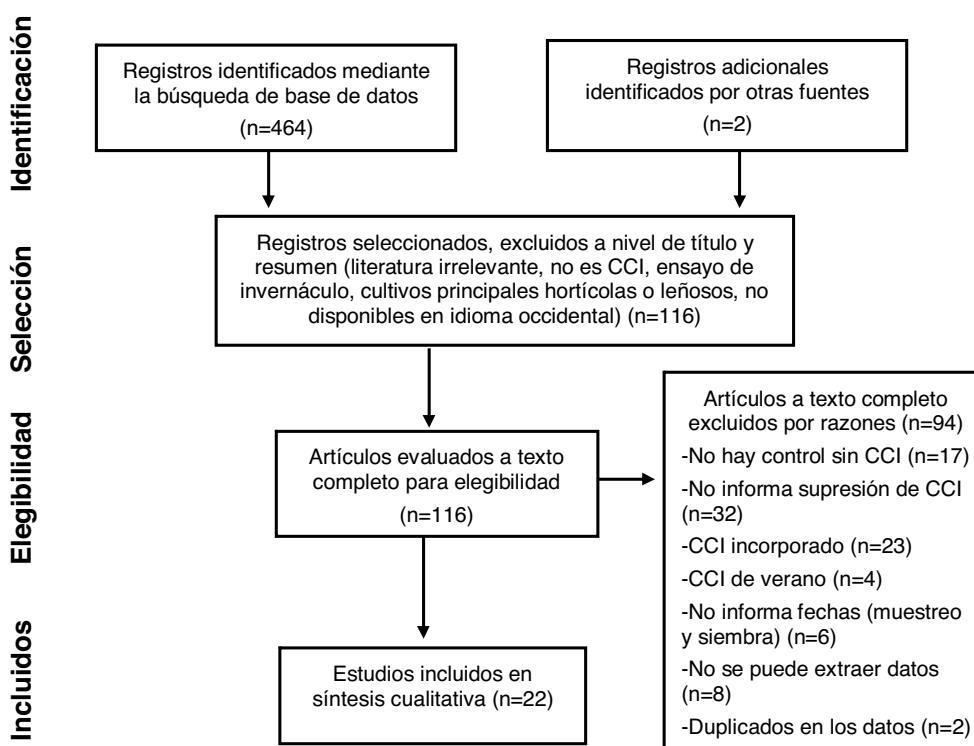 Identificación
Registros identificados mediante
la búsqueda de base de datos
(n=464)
Registros adicionales
identificados por otras fuentes
(n=2)
Selección
Registros seleccionados, excluidos a nivel de título y
resumen (literatura irrelevante, no es CCI, ensayo de
invernáculo, cultivos principales hortícolas o leñosos, no
disponibles en idioma occidental) (n=116)
Elegibilidad
Artículos evaluados a texto
completo para elegibilidad
(n=116)
Artículos a texto completo
excluidos por razones (n=94)
-No hay control sin CCI (n=17)
-No informa supresión de CCI
(n=32)
-CCI incorporado (n=23)
-CCI de verano (n=4)
-No informa fechas (muestreo
y siembra) (n=6)
-No se puede extraer datos
(n=8)
-Duplicados en los datos (n=2)
Incluidos
Estudios incluidos en
síntesis cualitativa (n=22)